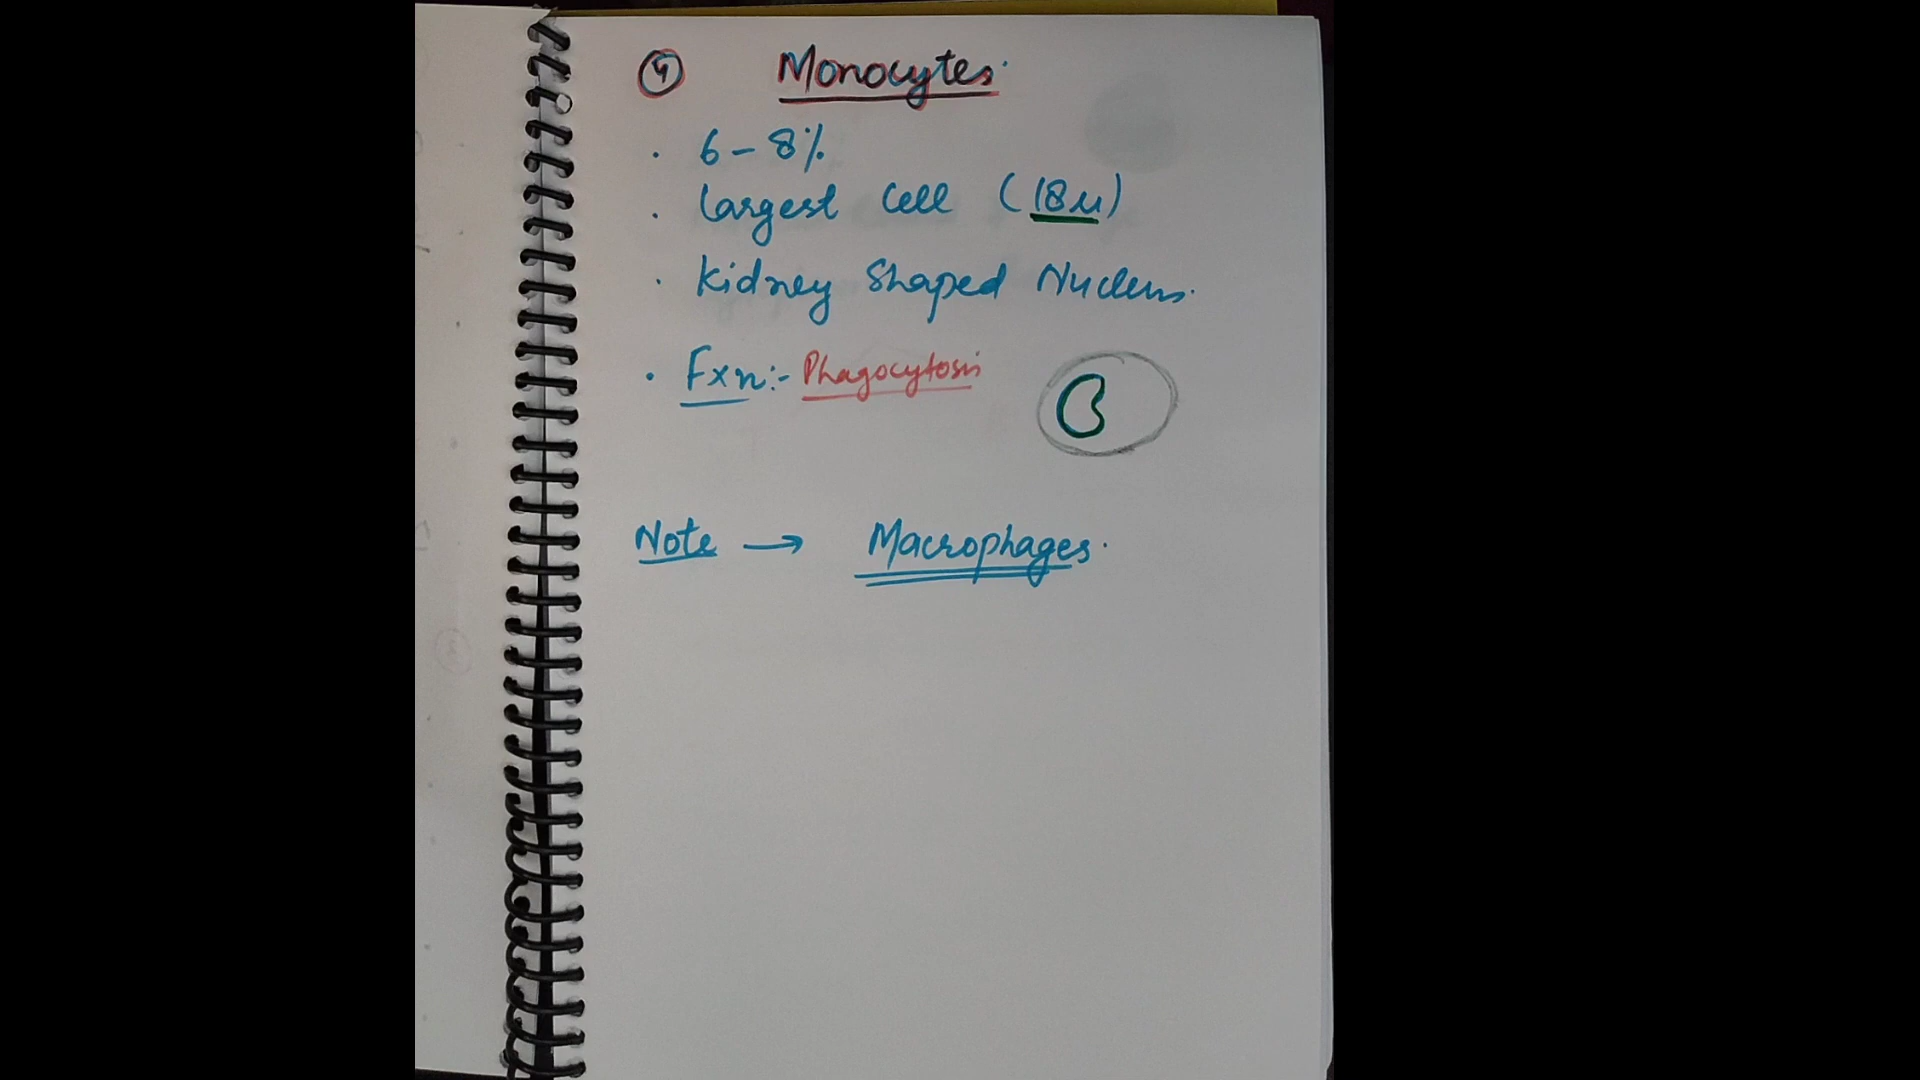 ④ Monocytes.
· 6-8%
· Largest Cell (18µ)
· Kidney Shaped Nucleus.
· Fxn:- Phagocytosis
Note → Macrophages.